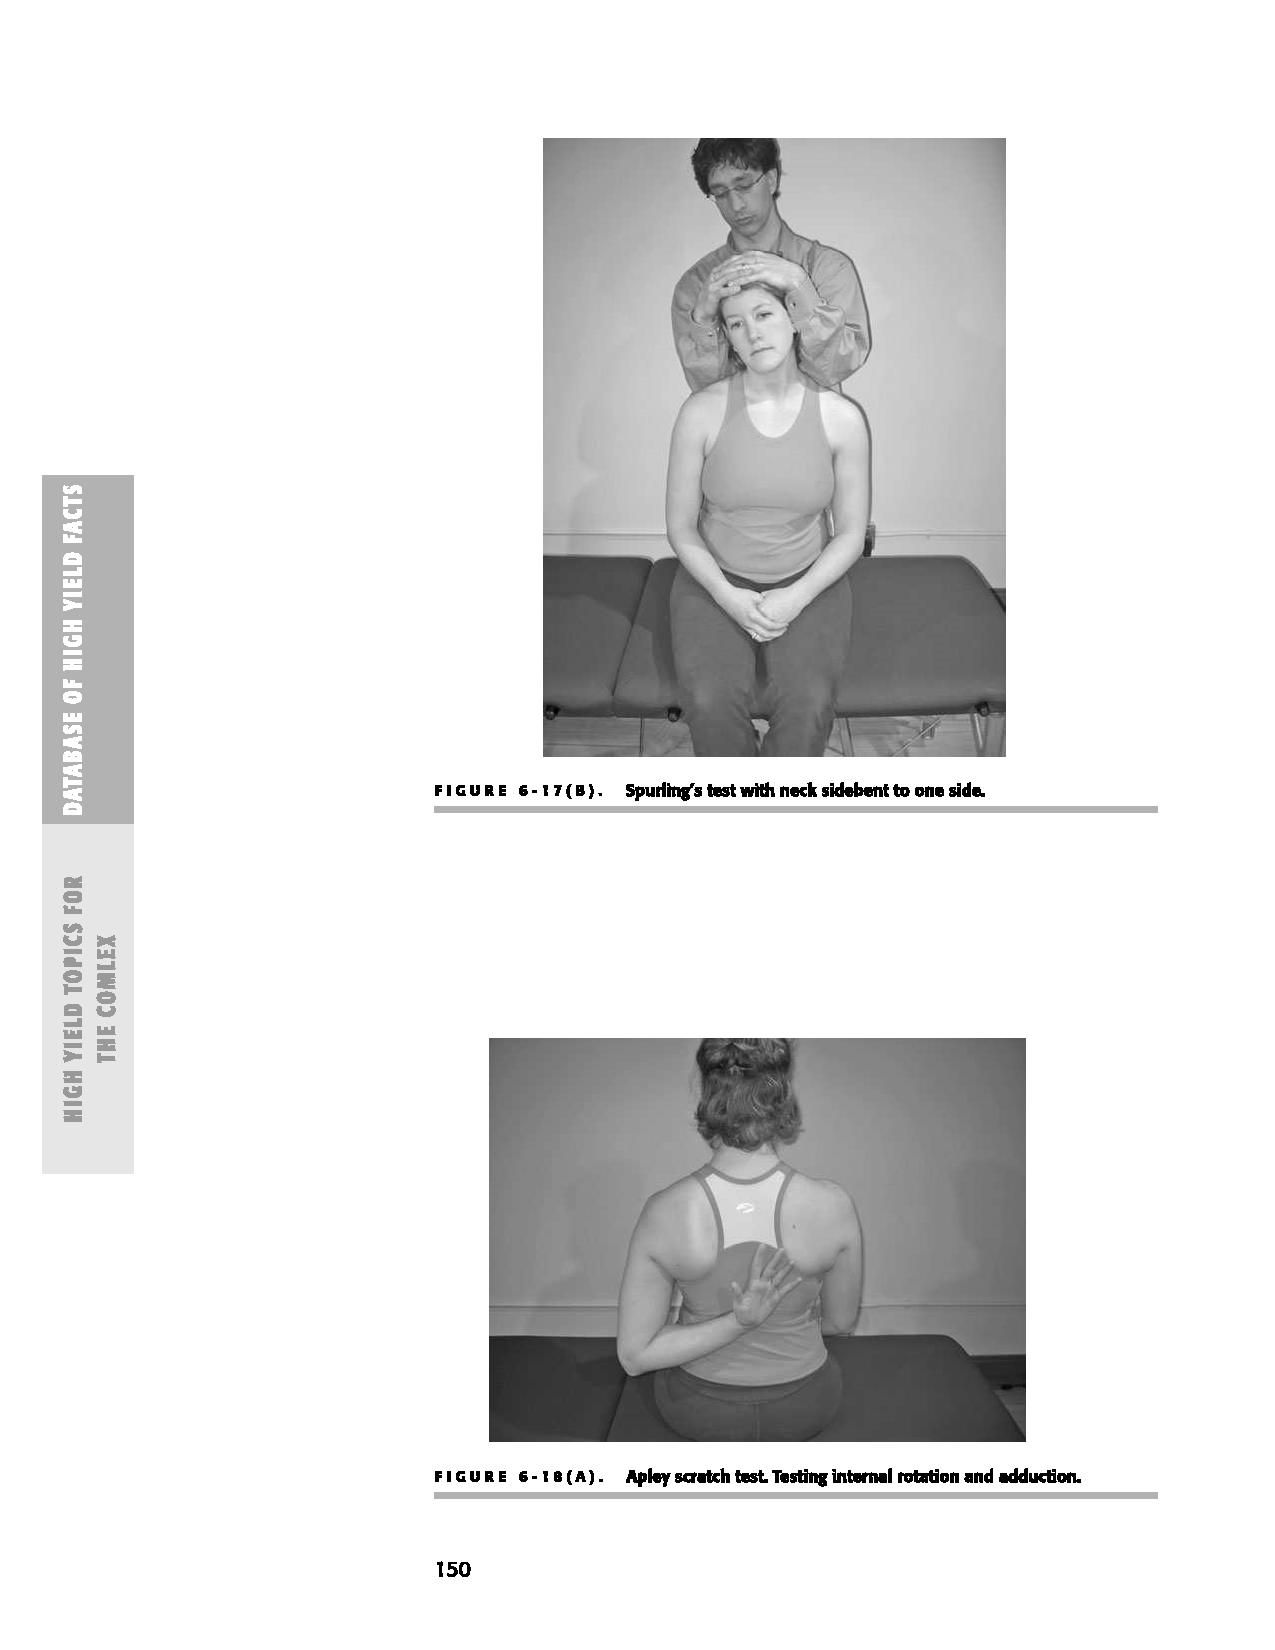 DATABASE OF HIGH YIELD FACTS
HIGH YIELD TOPICS FOR
THE COMLEX
FIGURE 6-17(B). Spurling's test with neck sidebent to one side.
FIGURE 6-18(A). Apley scratch test. Testing internal rotation and adduction.
150